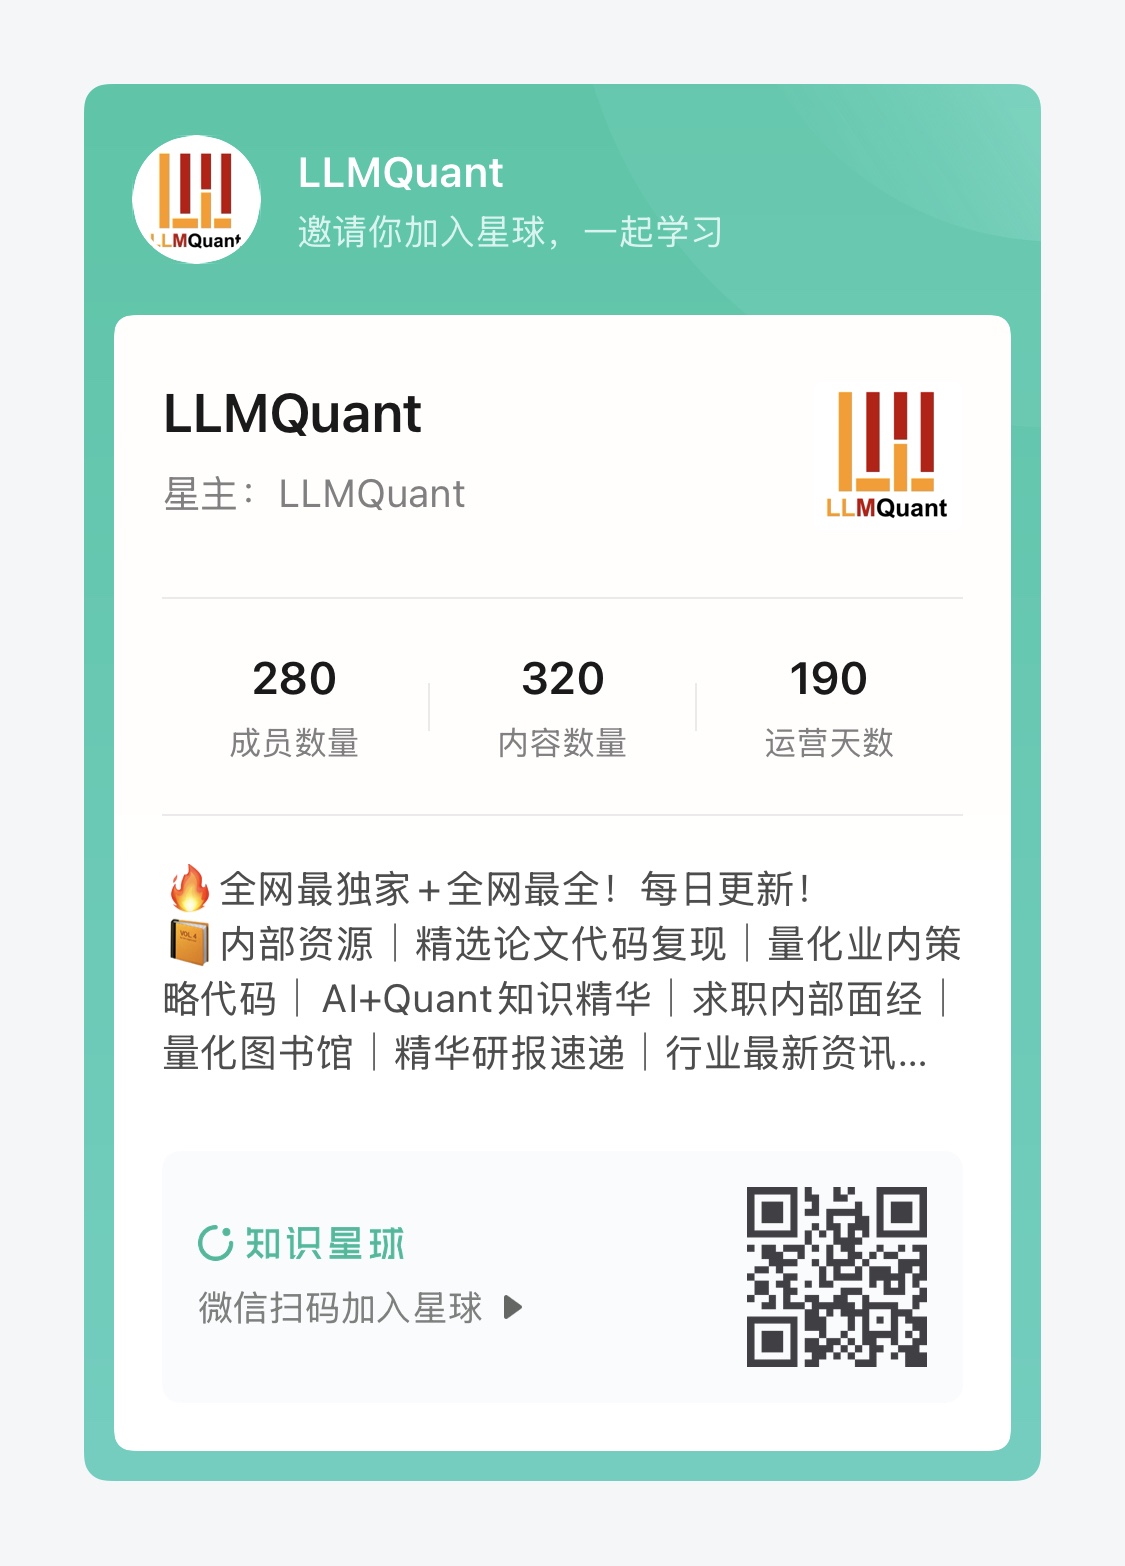 LLMQuant
LLMQuant
邀请你加入星球，一起学习
LLMQuant
星主：LLMQuant
LLMQuant
280
320
190
成员数量
内容数量
运营天数
🔥全网最独家+全网最全！每日更新！
📔内部资源｜精选论文代码复现｜量化业内策
略代码｜ AI+Quant知识精华｜求职内部面经｜
量化图书馆｜精华研报速递｜行业最新资讯...
知识星球
微信扫码加入星球 ▶